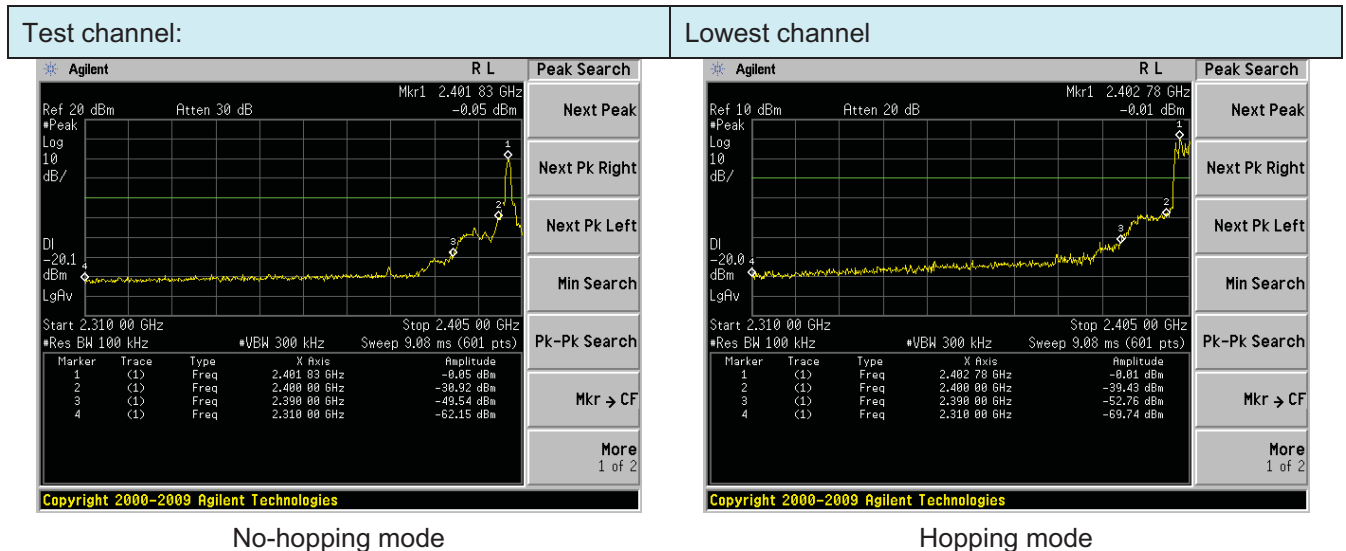 Test channel:
Lowest channel
Agilent
R L
Peak Search
Mkr1 2.401 83 GHz
Ref 20 dBm
Atten 30 dB
-0.05 dBm
#Peak
Log
10
dB/
1
2
3
4
DI
-20.1
dBm
LgAv
Start 2.310 00 GHz
Stop 2.405 00 GHz
#Res BW 100 kHz
#VBW 300 kHz
Sweep 9.08 ms (601 pts)
Marker Trace Type X Axis Amplitude
1 (1) Freq 2.401 83 GHz -0.05 dBm
2 (1) Freq 2.400 00 GHz -30.92 dBm
3 (1) Freq 2.390 00 GHz -49.54 dBm
4 (1) Freq 2.310 00 GHz -62.15 dBm
Next Peak
Next Pk Right
Next Pk Left
Min Search
Pk-Pk Search
Mkr → CF
More
1 of 2
Copyright 2000-2009 Agilent Technologies
No-hopping mode
Agilent
R L
Peak Search
Mkr1 2.402 78 GHz
Ref 10 dBm
Atten 20 dB
-0.01 dBm
#Peak
Log
10
dB/
1
2
3
4
DI
-20.0
dBm
LgAv
Start 2.310 00 GHz
Stop 2.405 00 GHz
#Res BW 100 kHz
#VBW 300 kHz
Sweep 9.08 ms (601 pts)
Marker Trace Type X Axis Amplitude
1 (1) Freq 2.402 78 GHz -0.01 dBm
2 (1) Freq 2.400 00 GHz -39.43 dBm
3 (1) Freq 2.390 00 GHz -52.76 dBm
4 (1) Freq 2.310 00 GHz -69.74 dBm
Next Peak
Next Pk Right
Next Pk Left
Min Search
Pk-Pk Search
Mkr → CF
More
1 of 2
Copyright 2000-2009 Agilent Technologies
Hopping mode